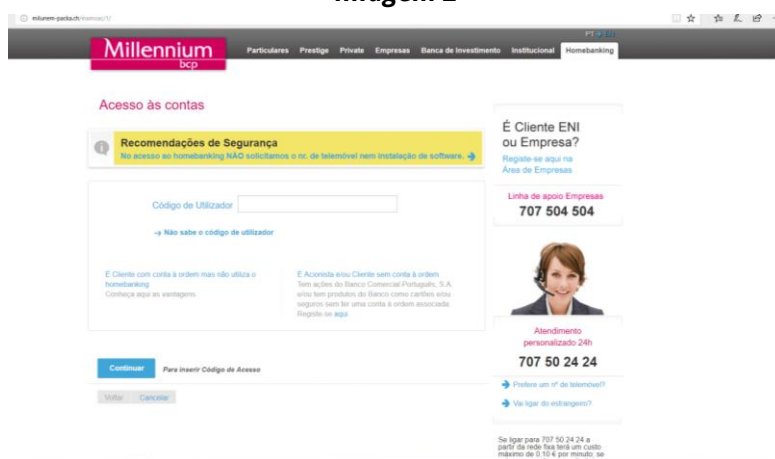 milurem-packs.ch/
PT
Millennium
bcp
Particulares Prestige Private Empresas Banca de Investimento Institucional Homebanking
Acesso às contas
Recomendações de Segurança
No acesso ao homebanking NÃO solicitamos o nr. de telemóvel nem instalação de software.
Código de Utilizador
Não sabe o código de utilizador
É Cliente com conta à ordem mas não utiliza o
homebanking
Conheça aqui as vantagens.
É Acionista e/ou Cliente sem conta à ordem
Tem ações do Banco Comercial Português, S.A.
e/ou tem produtos do Banco como cartões e/ou
seguros sem ter uma conta à ordem associada.
Registe-se aqui
Continuar Para inserir Código de Acesso
Voltar Cancelar
É Cliente ENI
ou Empresa?
Registe-se aqui na
Área de Empresas
Linha de apoio Empresas
707 504 504
Atendimento
personalizado 24h
707 50 24 24
Prefere um nº de telemóvel?
Vai ligar do estrangeiro?
Se ligar para 707 50 24 24 a
partir da rede fixa terá um custo
máximo de 0,10 € por minuto; se